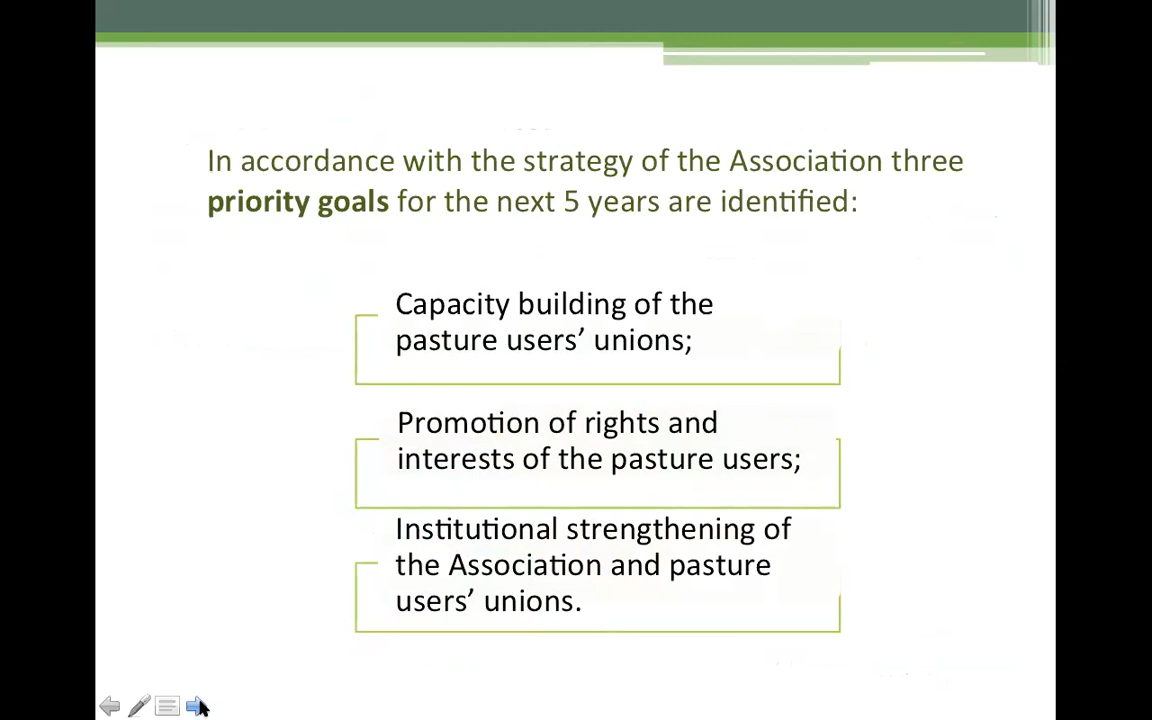 In accordance with the strategy of the Association three
priority goals for the next 5 years are identified:
Capacity building of the
pasture users’ unions;
Promotion of rights and
interests of the pasture users;
Institutional strengthening of
the Association and pasture
users’ unions.